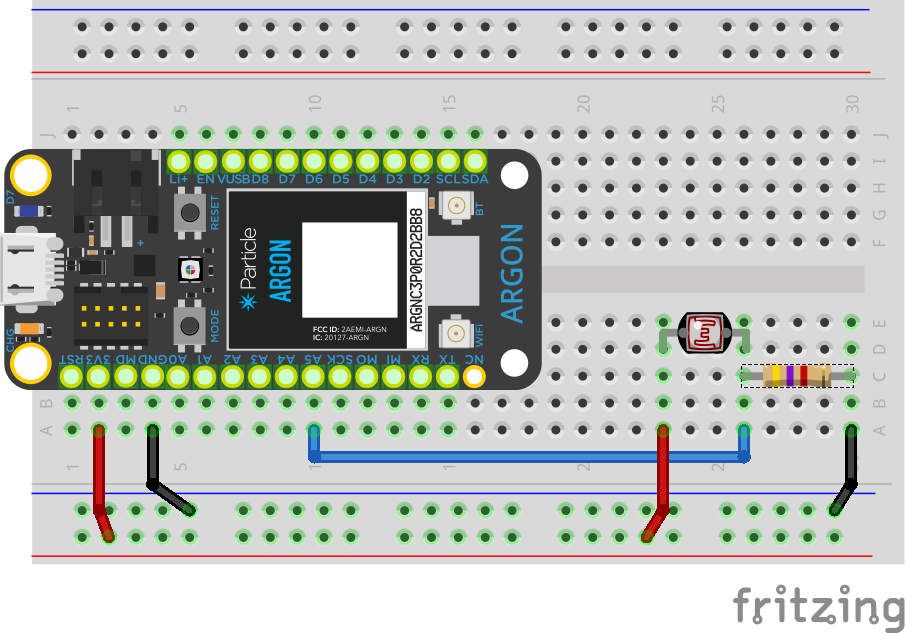 1 5 10 15 20 25 30
J J
I
H
G
F
Li+ EN VUSB D8 D7 D6 D5 D4 D3 D2 SCL SDA
D7
RESET
BT
+
Particle
ARGON
ARGNC3P0R2D2BB8
ARGON
MODE
FCC ID: 2AEMI-ARGN
IC: 20127-ARGN
WiFi
CHG
E
D
RST 3V3 MD GND A0 A1 A2 A3 A4 A5 SCK MO MI RX TX NC
C
B B
A A
1 5 1 15 20 2 30
fritzing